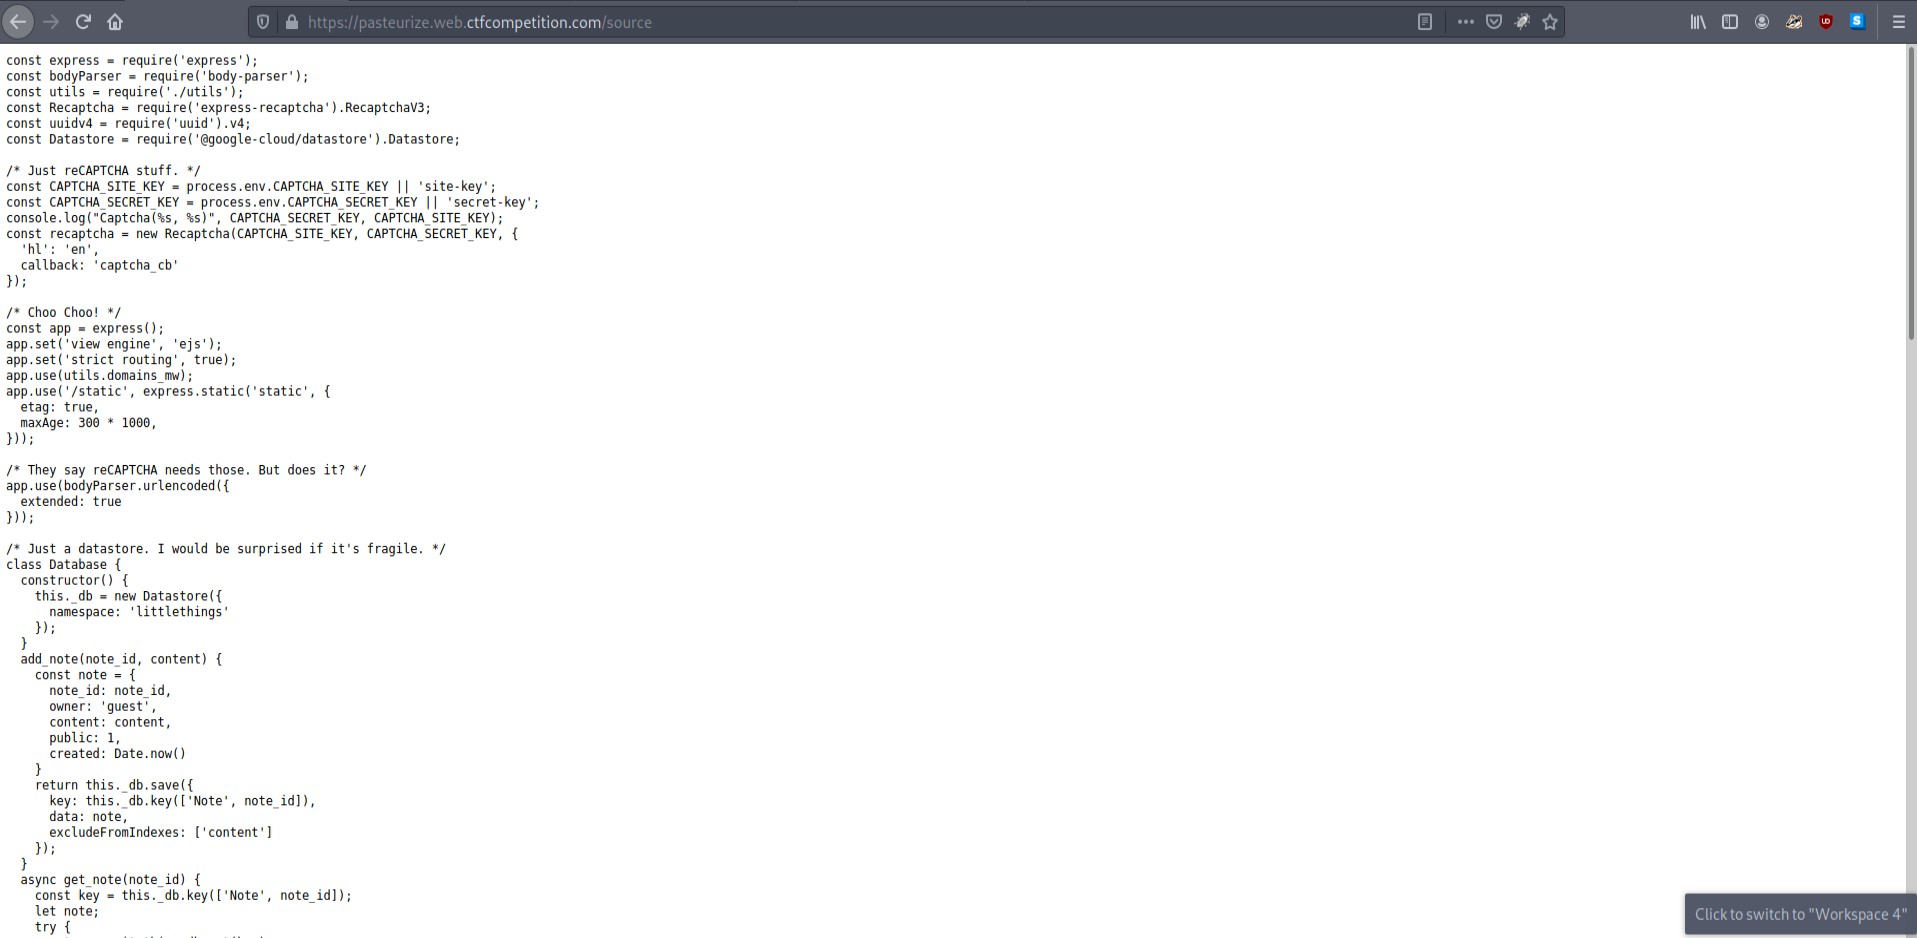 https://pasteurize.web.ctfcompetition.com/source
const express = require('express');
const bodyParser = require('body-parser');
const utils = require('./utils');
const Recaptcha = require('express-recaptcha').RecaptchaV3;
const uuidv4 = require('uuid').v4;
const Datastore = require('@google-cloud/datastore').Datastore;

/* Just reCAPTCHA stuff. */
const CAPTCHA_SITE_KEY = process.env.CAPTCHA_SITE_KEY || 'site-key';
const CAPTCHA_SECRET_KEY = process.env.CAPTCHA_SECRET_KEY || 'secret-key';
console.log("Captcha(%s, %s)", CAPTCHA_SECRET_KEY, CAPTCHA_SITE_KEY);
const recaptcha = new Recaptcha(CAPTCHA_SITE_KEY, CAPTCHA_SECRET_KEY, {
  'hl': 'en',
  callback: 'captcha_cb'
});

/* Choo Choo! */
const app = express();
app.set('view engine', 'ejs');
app.set('strict routing', true);
app.use(utils.domains_mw);
app.use('/static', express.static('static', {
  etag: true,
  maxAge: 300 * 1000,
}));

/* They say reCAPTCHA needs those. But does it? */
app.use(bodyParser.urlencoded({
  extended: true
}));

/* Just a datastore. I would be surprised if it's fragile. */
class Database {
  constructor() {
    this._db = new Datastore({
      namespace: 'littlethings'
    });
  }
  add_note(note_id, content) {
    const note = {
      note_id: note_id,
      owner: 'guest',
      content: content,
      public: 1,
      created: Date.now()
    }
    return this._db.save({
      key: this._db.key(['Note', note_id]),
      data: note,
      excludeFromIndexes: ['content']
    });
  }
  async get_note(note_id) {
    const key = this._db.key(['Note', note_id]);
    let note;
    try {
Click to switch to "Workspace 4"